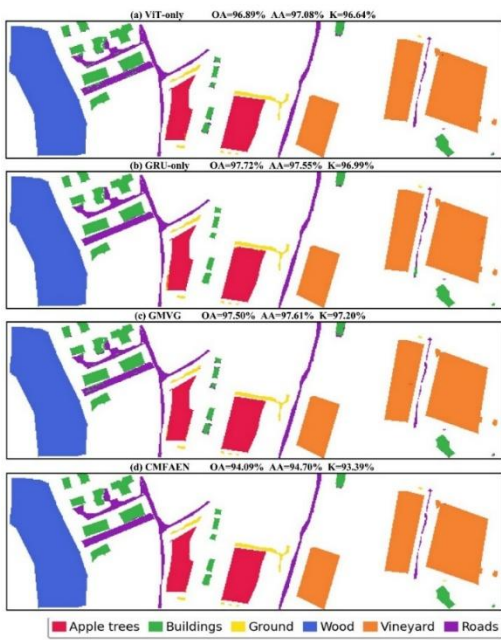 (a) ViT-only OA=96.89% AA=97.08% K=96.64%
(b) GRU-only OA=97.72% AA=97.55% K=96.99%
(c) GMVG OA=97.50% AA=97.61% K=97.20%
(d) CMFAEN OA=94.09% AA=94.70% K=93.39%
Apple trees Buildings Ground Wood Vineyard Roads